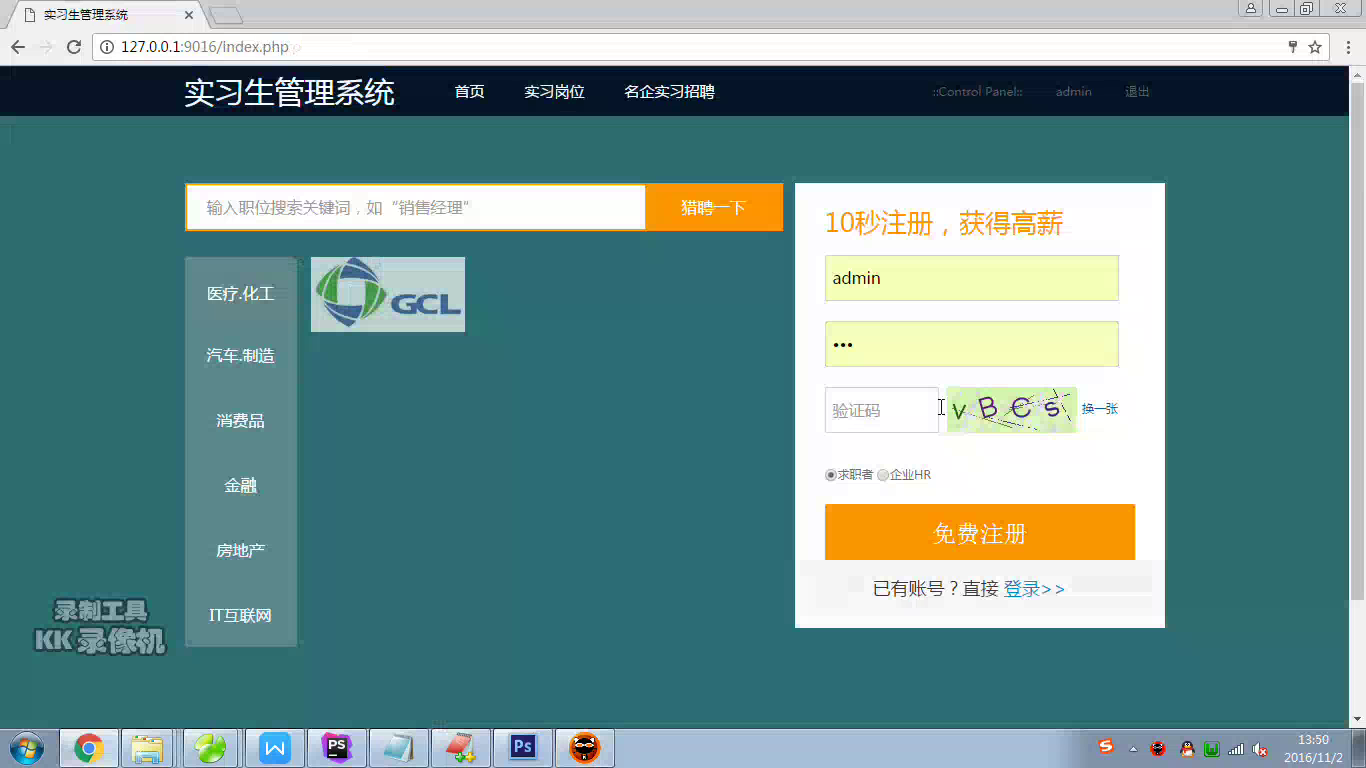 实习生管理系统
127.0.0.1:9016/index.php
实习生管理系统
首页
实习岗位
名企实习招聘
::Control Panel::
admin
退出
输入职位搜索关键词，如“销售经理”
猎聘一下
医疗.化工
汽车.制造
消费品
金融
房地产
IT互联网
GCL
10秒注册，获得高薪
admin
•••
验证码
v B C s
换一张
求职者
企业HR
免费注册
已有账号？直接 登录>>
录制工具
KK 录像机
PS
Ps
13:50
2016/11/2